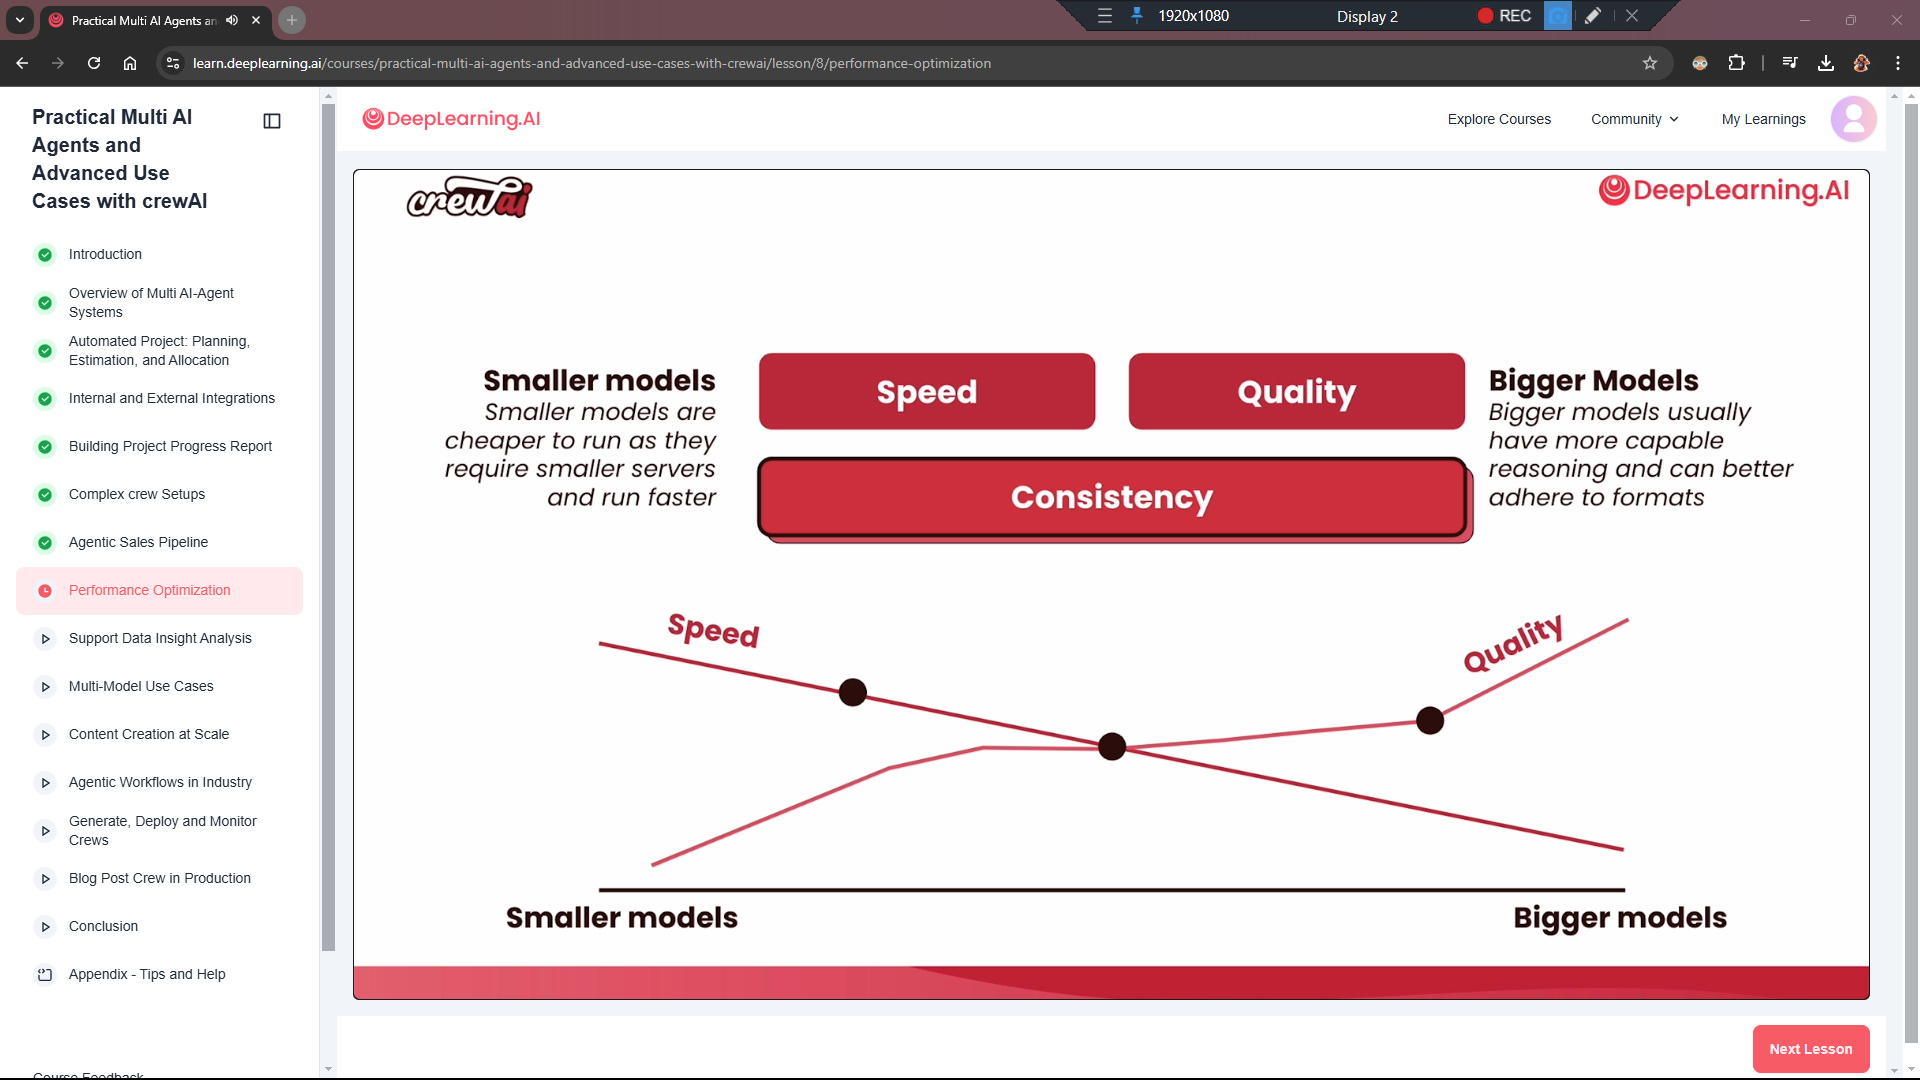 Practical Multi AI Agents an
1920x1080
Display 2
REC
learn.deeplearning.ai/courses/practical-multi-ai-agents-and-advanced-use-cases-with-crewai/lesson/8/performance-optimization
Practical Multi AI
Agents and
Advanced Use
Cases with crewAI
Introduction
Overview of Multi AI-Agent
Systems
Automated Project: Planning,
Estimation, and Allocation
Internal and External Integrations
Building Project Progress Report
Complex crew Setups
Agentic Sales Pipeline
Performance Optimization
Support Data Insight Analysis
Multi-Model Use Cases
Content Creation at Scale
Agentic Workflows in Industry
Generate, Deploy and Monitor
Crews
Blog Post Crew in Production
Conclusion
Appendix - Tips and Help
Course Feedback
DeepLearning.AI
Explore Courses
Community
My Learnings
crewai
DeepLearning.AI
Smaller models
Smaller models are
cheaper to run as they
require smaller servers
and run faster
Speed
Quality
Consistency
Bigger Models
Bigger models usually
have more capable
reasoning and can better
adhere to formats
Speed
Quality
Smaller models
Bigger models
Next Lesson